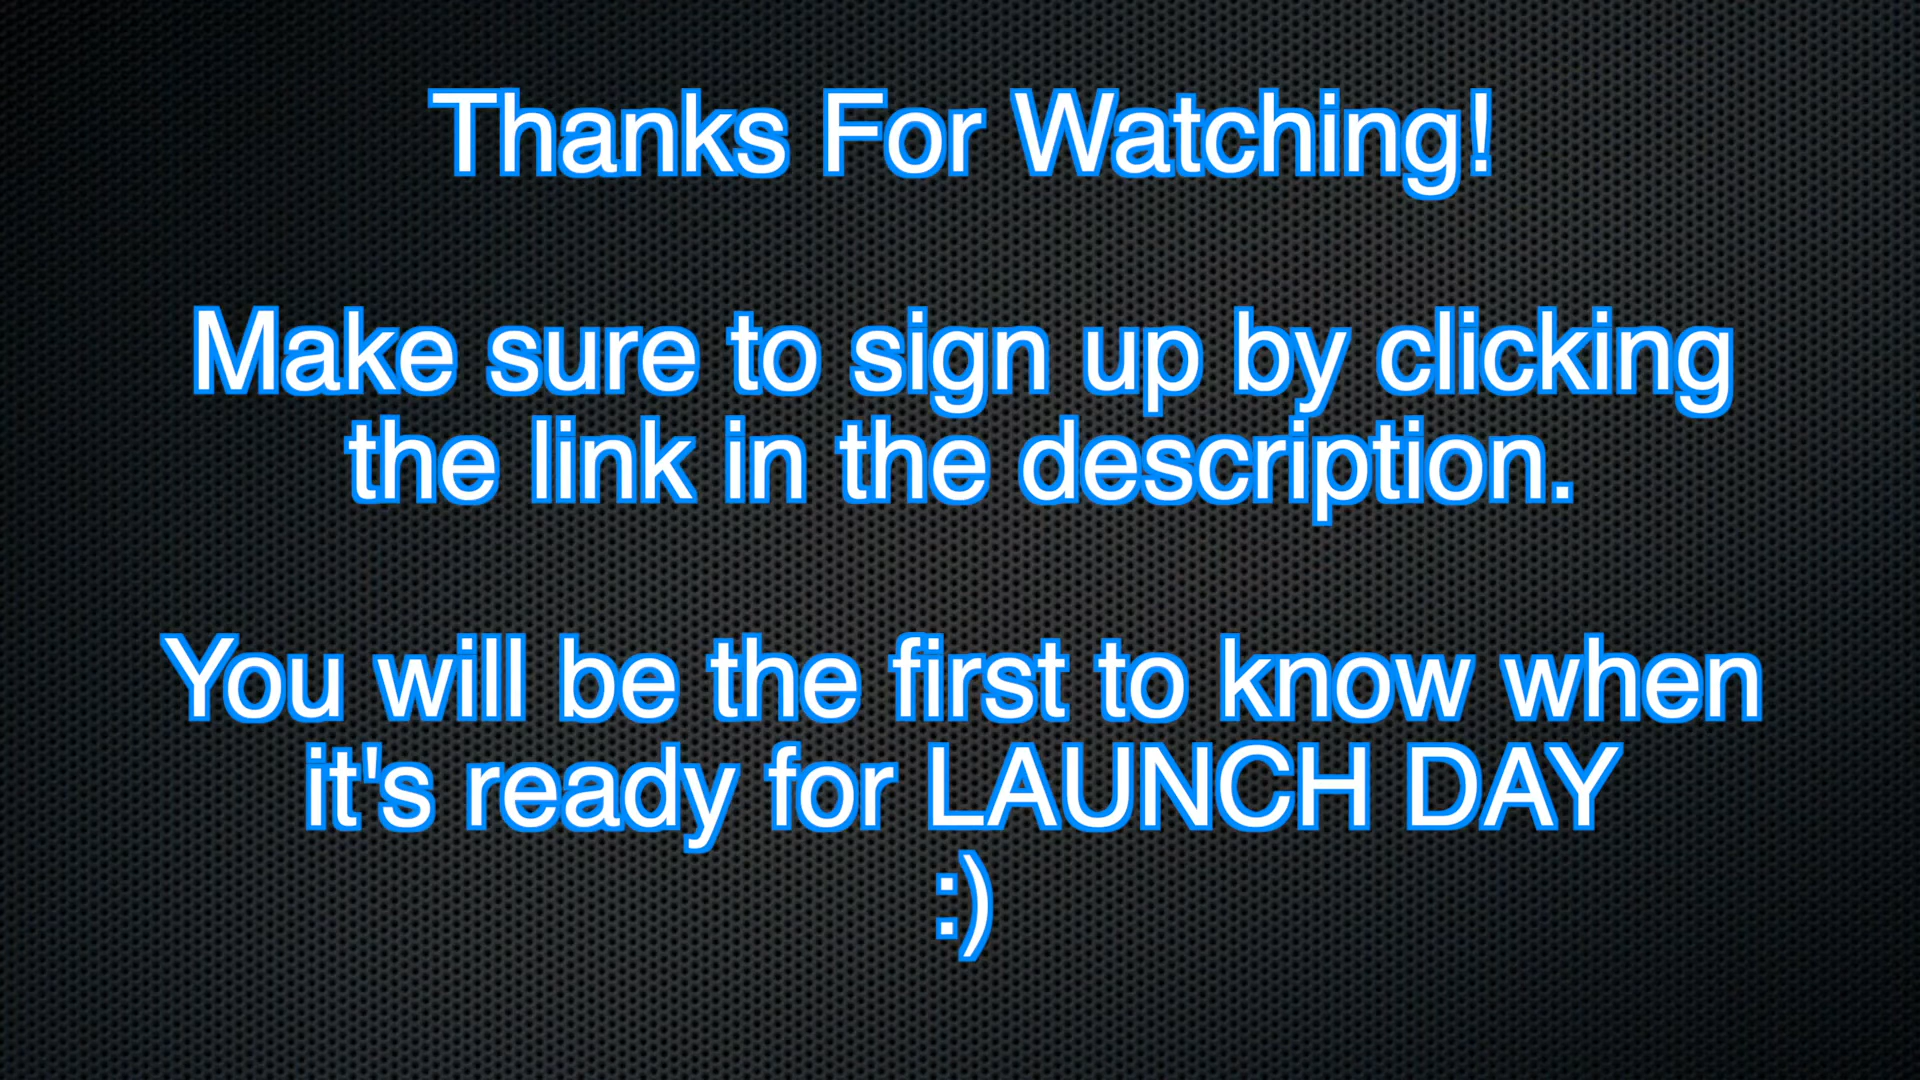 Thanks For Watching!
Make sure to sign up by clicking
the link in the description.
You will be the first to know when
it's ready for LAUNCH DAY
:)